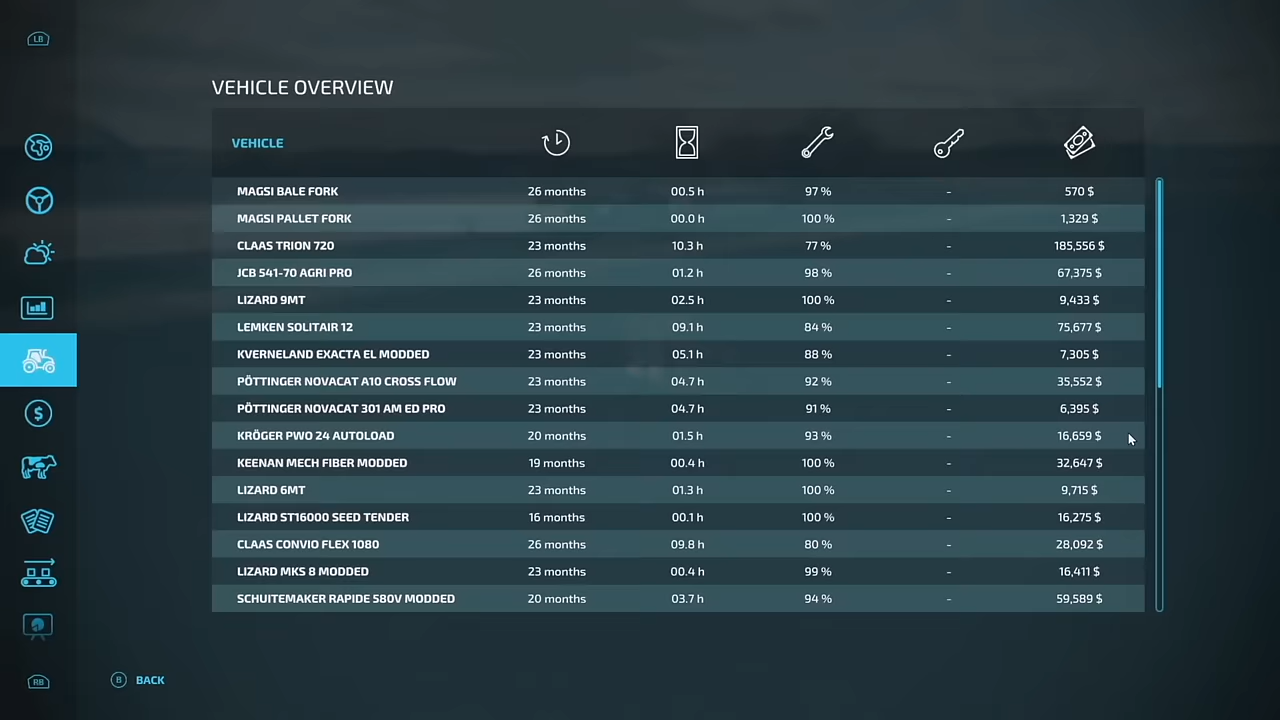 LB
VEHICLE OVERVIEW
VEHICLE
MAGSI BALE FORK 26 months 00.5 h 97 % - 570 $
MAGSI PALLET FORK 26 months 00.0 h 100 % - 1,329 $
CLAAS TRION 720 23 months 10.3 h 77 % - 185,556 $
JCB 541-70 AGRI PRO 26 months 01.2 h 98 % - 67,375 $
LIZARD 9MT 23 months 02.5 h 100 % - 9,433 $
LEMKEN SOLITAIR 12 23 months 09.1 h 84 % - 75,677 $
KVERNELAND EXACTA EL MODDED 23 months 05.1 h 88 % - 7,305 $
PÖTTINGER NOVACAT A10 CROSS FLOW 23 months 04.7 h 92 % - 35,552 $
PÖTTINGER NOVACAT 301 AM ED PRO 23 months 04.7 h 91 % - 6,395 $
KRÖGER PWO 24 AUTOLOAD 20 months 01.5 h 93 % - 16,659 $
KEENAN MECH FIBER MODDED 19 months 00.4 h 100 % - 32,647 $
LIZARD 6MT 23 months 01.3 h 100 % - 9,715 $
LIZARD ST16000 SEED TENDER 16 months 00.1 h 100 % - 16,275 $
CLAAS CONVIO FLEX 1080 26 months 09.8 h 80 % - 28,092 $
LIZARD MKS 8 MODDED 23 months 00.4 h 99 % - 16,411 $
SCHUITEMAKER RAPIDE 580V MODDED 20 months 03.7 h 94 % - 59,589 $
RB
B BACK